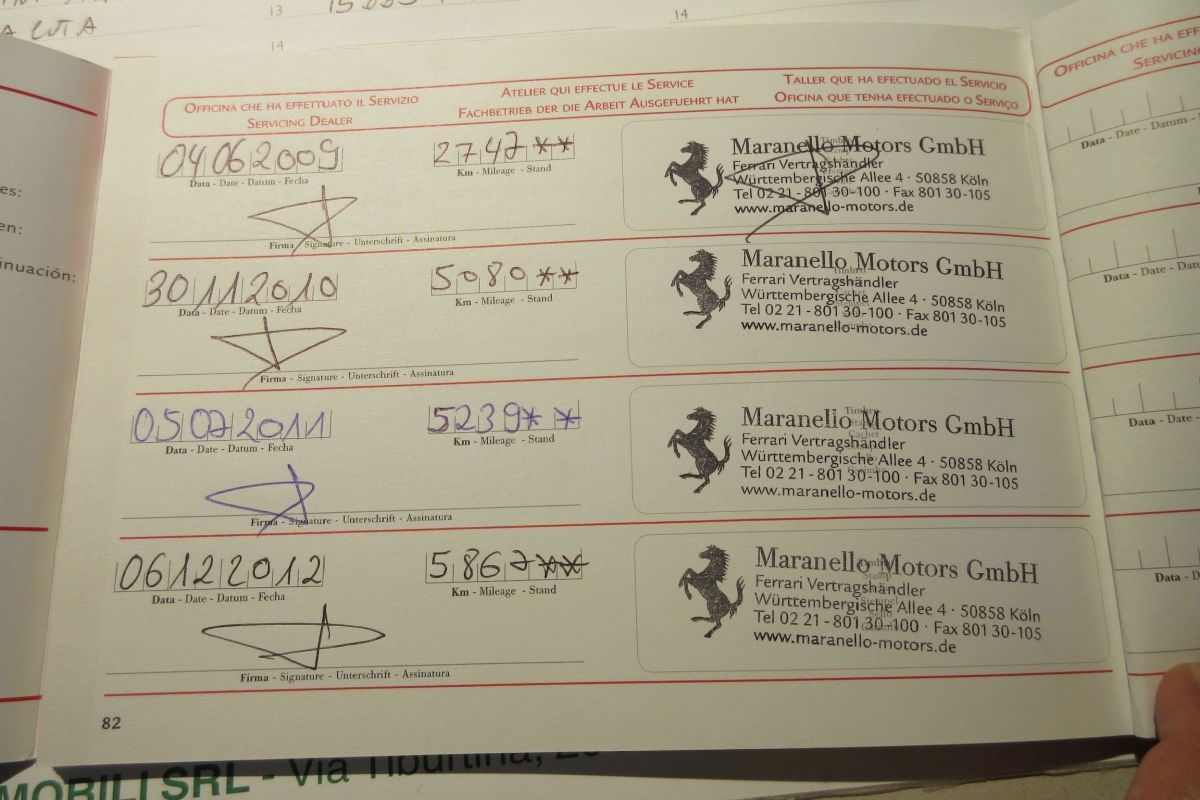 13
14
14
Officina che ha effettuato il Servizio
Servicing Dealer
Atelier qui effectue le Service
Fachbetrieb der die Arbeit Ausgefuehrt hat
Taller que ha efectuado el Servicio
Oficina que tenha efectuado o Serviço
04062009
2747**
Data - Date - Datum - Fecha
Km - Mileage - Stand
Firma - Signature - Unterschrift - Assinatura
Maranello Motors GmbH
Ferrari Vertragshändler
Württembergische Allee 4 · 50858 Köln
Tel 02 21 - 801 30-100 · Fax 801 30-105
www.maranello-motors.de
30112010
5080**
Data - Date - Datum - Fecha
Km - Mileage - Stand
Firma - Signature - Unterschrift - Assinatura
Maranello Motors GmbH
Ferrari Vertragshändler
Württembergische Allee 4 · 50858 Köln
Tel 02 21 - 801 30-100 · Fax 801 30-105
www.maranello-motors.de
05072011
5239**
Data - Date - Datum - Fecha
Km - Mileage - Stand
Firma - Signature - Unterschrift - Assinatura
Maranello Motors GmbH
Ferrari Vertragshändler
Württembergische Allee 4 · 50858 Köln
Tel 02 21 - 801 30-100 · Fax 801 30-105
www.maranello-motors.de
06122012
5867**
Data - Date - Datum - Fecha
Km - Mileage - Stand
Firma - Signature - Unterschrift - Assinatura
Maranello Motors GmbH
Ferrari Vertragshändler
Württembergische Allee 4 · 50858 Köln
Tel 02 21 - 801 30-100 · Fax 801 30-105
www.maranello-motors.de
82
Officina che ha eff
Servicing
Data - Date - Datum -
Data - Date - Dat
Data - Date -
Data - D
es:
en:
inuación:
MOBILI SRL - Via Tiburtina, 20